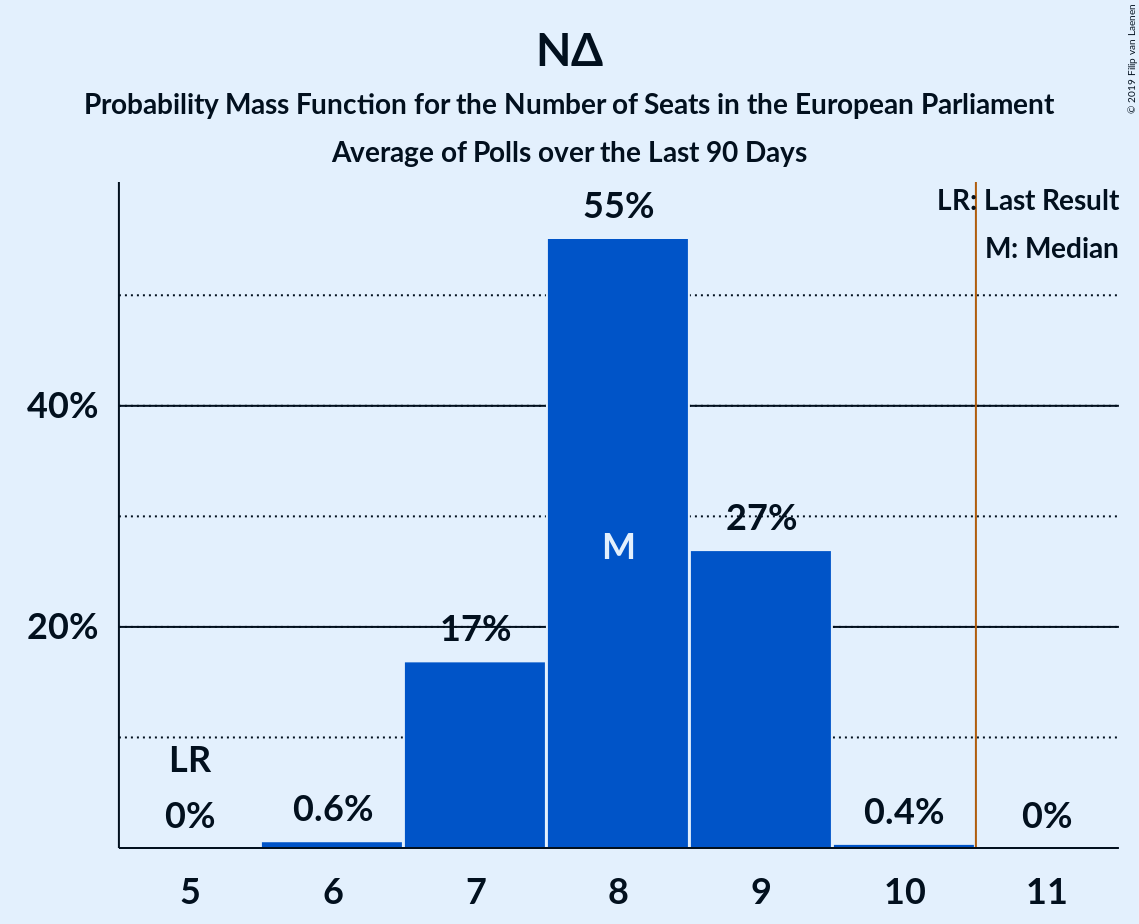 ΝΔ
Probability Mass Function for the Number of Seats in the European Parliament
Average of Polls over the Last 90 Days
© 2019 Filip van Laenen
LR: Last Result
M: Median
55%
40%
27%
M
20%
17%
LR
0%
0.6%
0.4%
0%
5 6 7 8 9 10 11